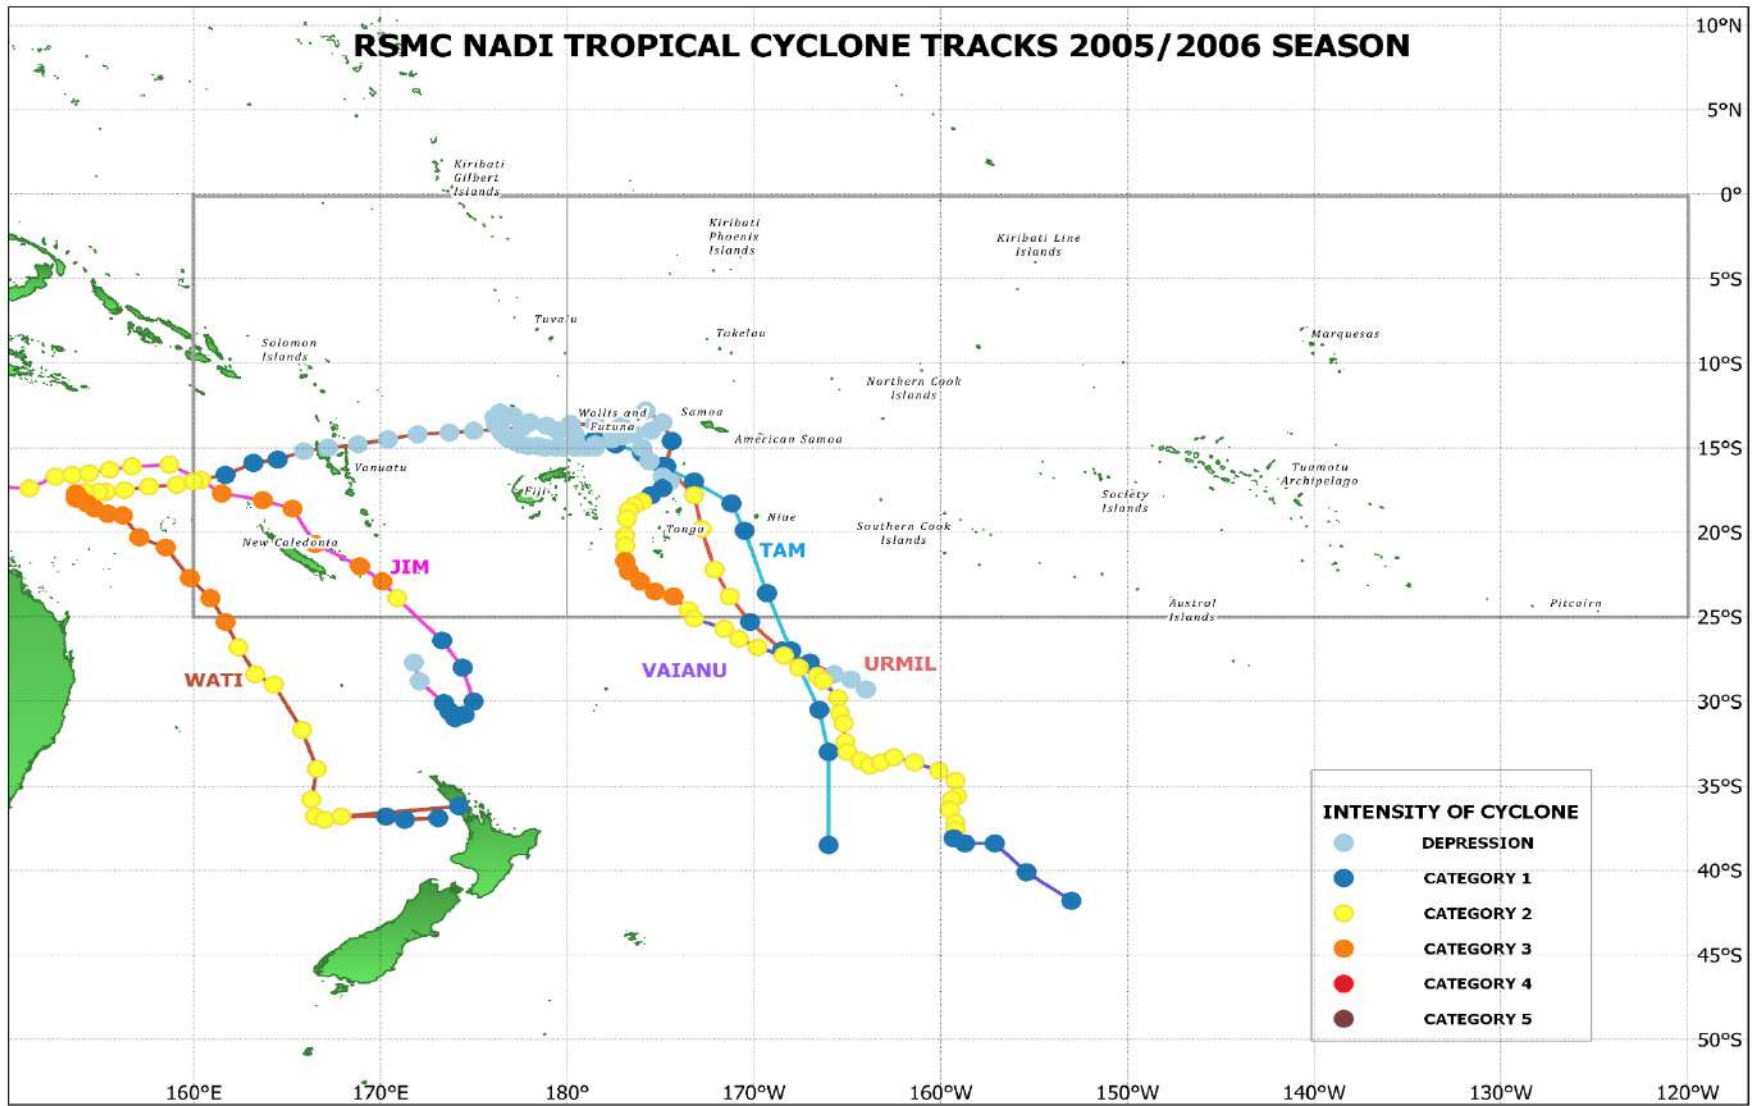 RSMC NADI TROPICAL CYCLONE TRACKS 2005/2006 SEASON
10°N
5°N
Kiribati
Gilbert
Islands
0°
Kiribati
Phoenix
Islands
Kiribati Line
islands
5°S
Tuvalu
Tokelau
Marquesas
Solomon
Islands
10°S
Northern Cook
Islands
Wallis and
Futuna
Samoa
American Samoa
15°S
Vanuatu
Tuamotu
Archipelago
Fiji
Society
Islands
Niue
Tonga
Southern Cook
Islands
20°S
New Caledonia
TAM
JIM
Austral
Islands
Pitcairn
25°S
WATI
VAIANU
URMIL
30°S
35°S
INTENSITY OF CYCLONE
DEPRESSION
40°S
CATEGORY 1
CATEGORY 2
CATEGORY 3
45°S
CATEGORY 4
CATEGORY 5
50°S
160°E
170°E
180°
170°W
160°W
150°W
140°W
130°W
120°W